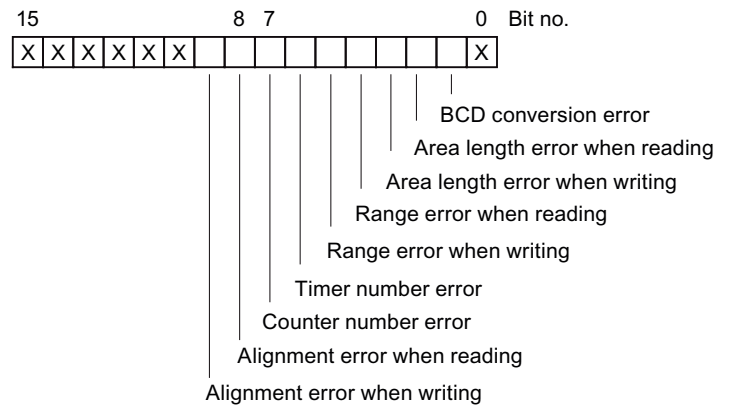 15 8 7 0 Bit no.
X X X X X X X
BCD conversion error
Area length error when reading
Area length error when writing
Range error when reading
Range error when writing
Timer number error
Counter number error
Alignment error when reading
Alignment error when writing